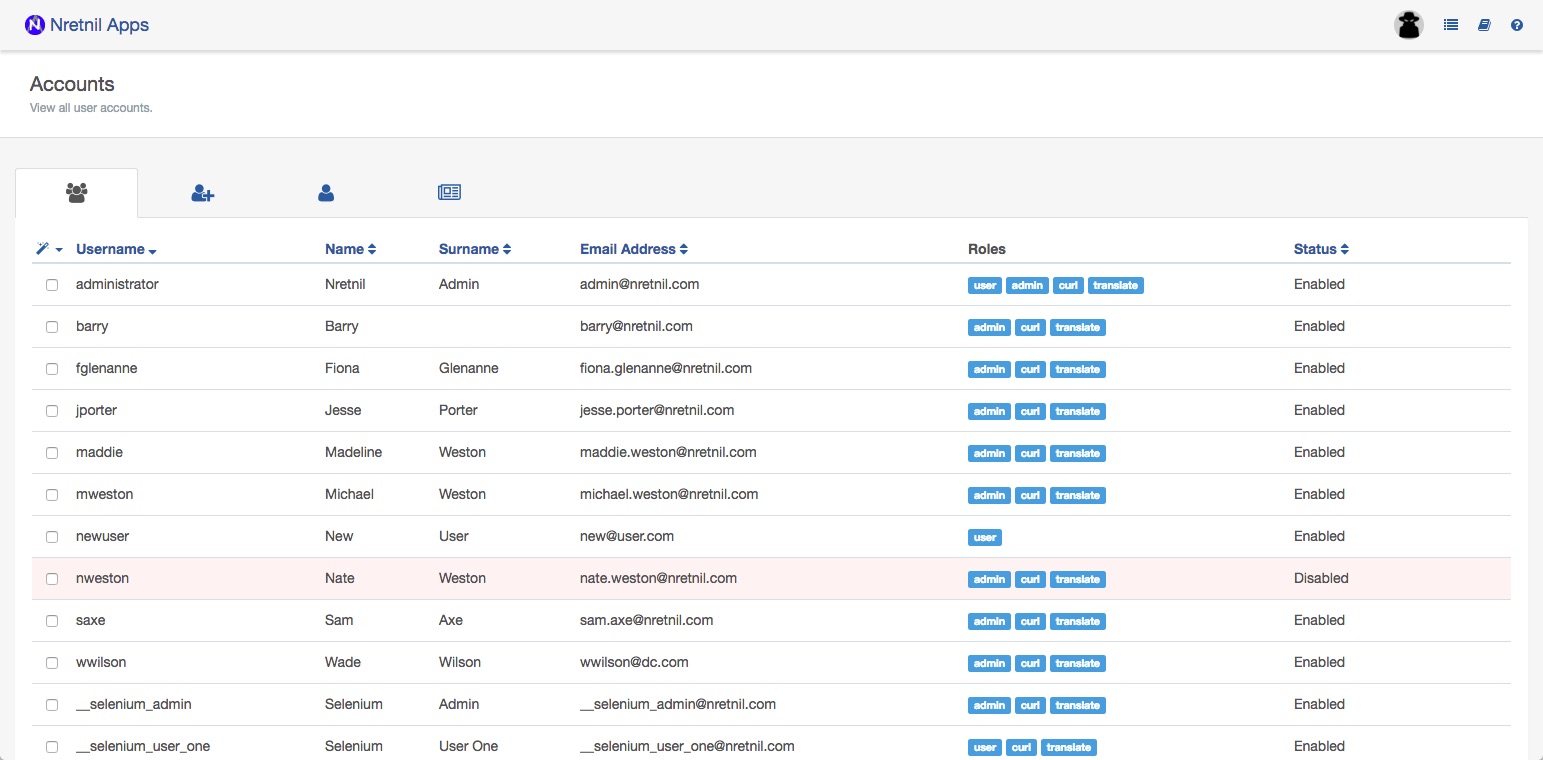 Nretnil Apps
Accounts
View all user accounts.
Username Name Surname Email Address Roles Status
administrator Nretnil Admin admin@nretnil.com user admin curl translate Enabled
barry Barry barry@nretnil.com admin curl translate Enabled
fglenanne Fiona Glenanne fiona.glenanne@nretnil.com admin curl translate Enabled
jporter Jesse Porter jesse.porter@nretnil.com admin curl translate Enabled
maddie Madeline Weston maddie.weston@nretnil.com admin curl translate Enabled
mweston Michael Weston michael.weston@nretnil.com admin curl translate Enabled
newuser New User new@user.com user Enabled
nweston Nate Weston nate.weston@nretnil.com admin curl translate Disabled
saxe Sam Axe sam.axe@nretnil.com admin curl translate Enabled
wwilson Wade Wilson wwilson@dc.com admin curl translate Enabled
__selenium_admin Selenium Admin __selenium_admin@nretnil.com admin curl translate Enabled
__selenium_user_one Selenium User One __selenium_user_one@nretnil.com user curl translate Enabled